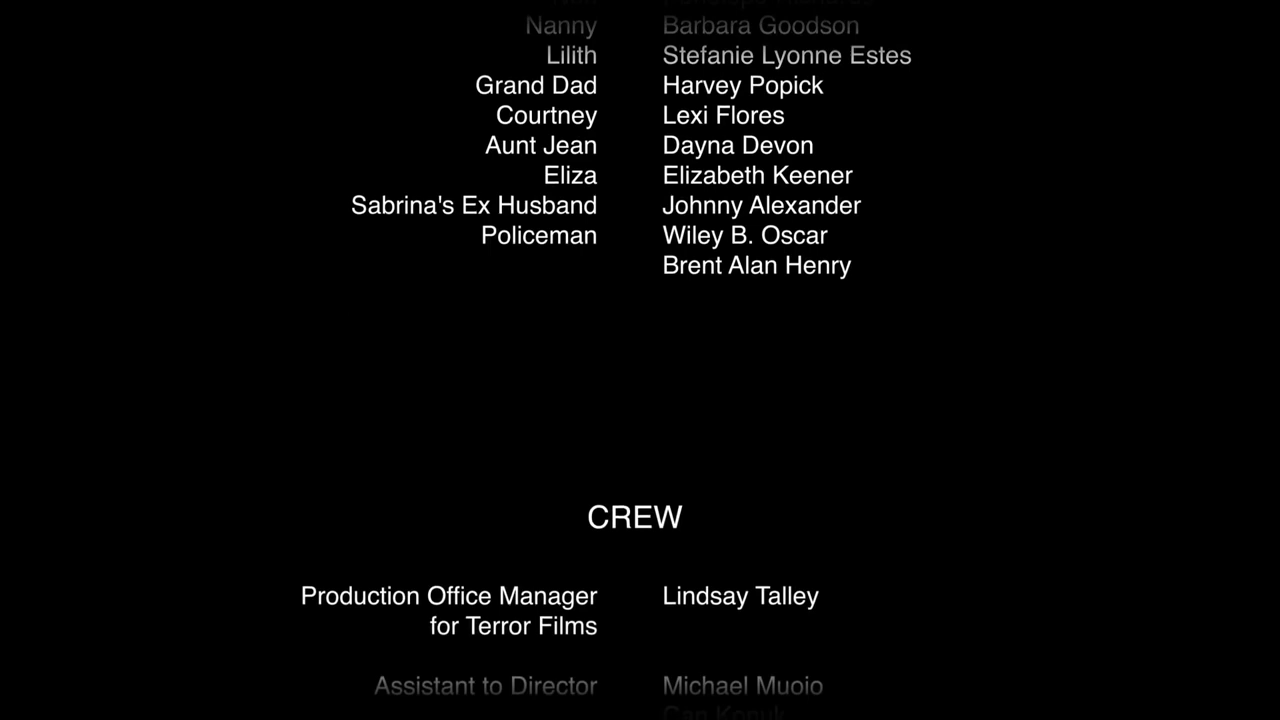 Nanny Barbara Goodson
Lilith Stefanie Lyonne Estes
Grand Dad Harvey Popick
Courtney Lexi Flores
Aunt Jean Dayna Devon
Eliza Elizabeth Keener
Sabrina's Ex Husband Johnny Alexander
Policeman Wiley B. Oscar
Brent Alan Henry
CREW
Production Office Manager Lindsay Talley
for Terror Films
Assistant to Director Michael Muoio